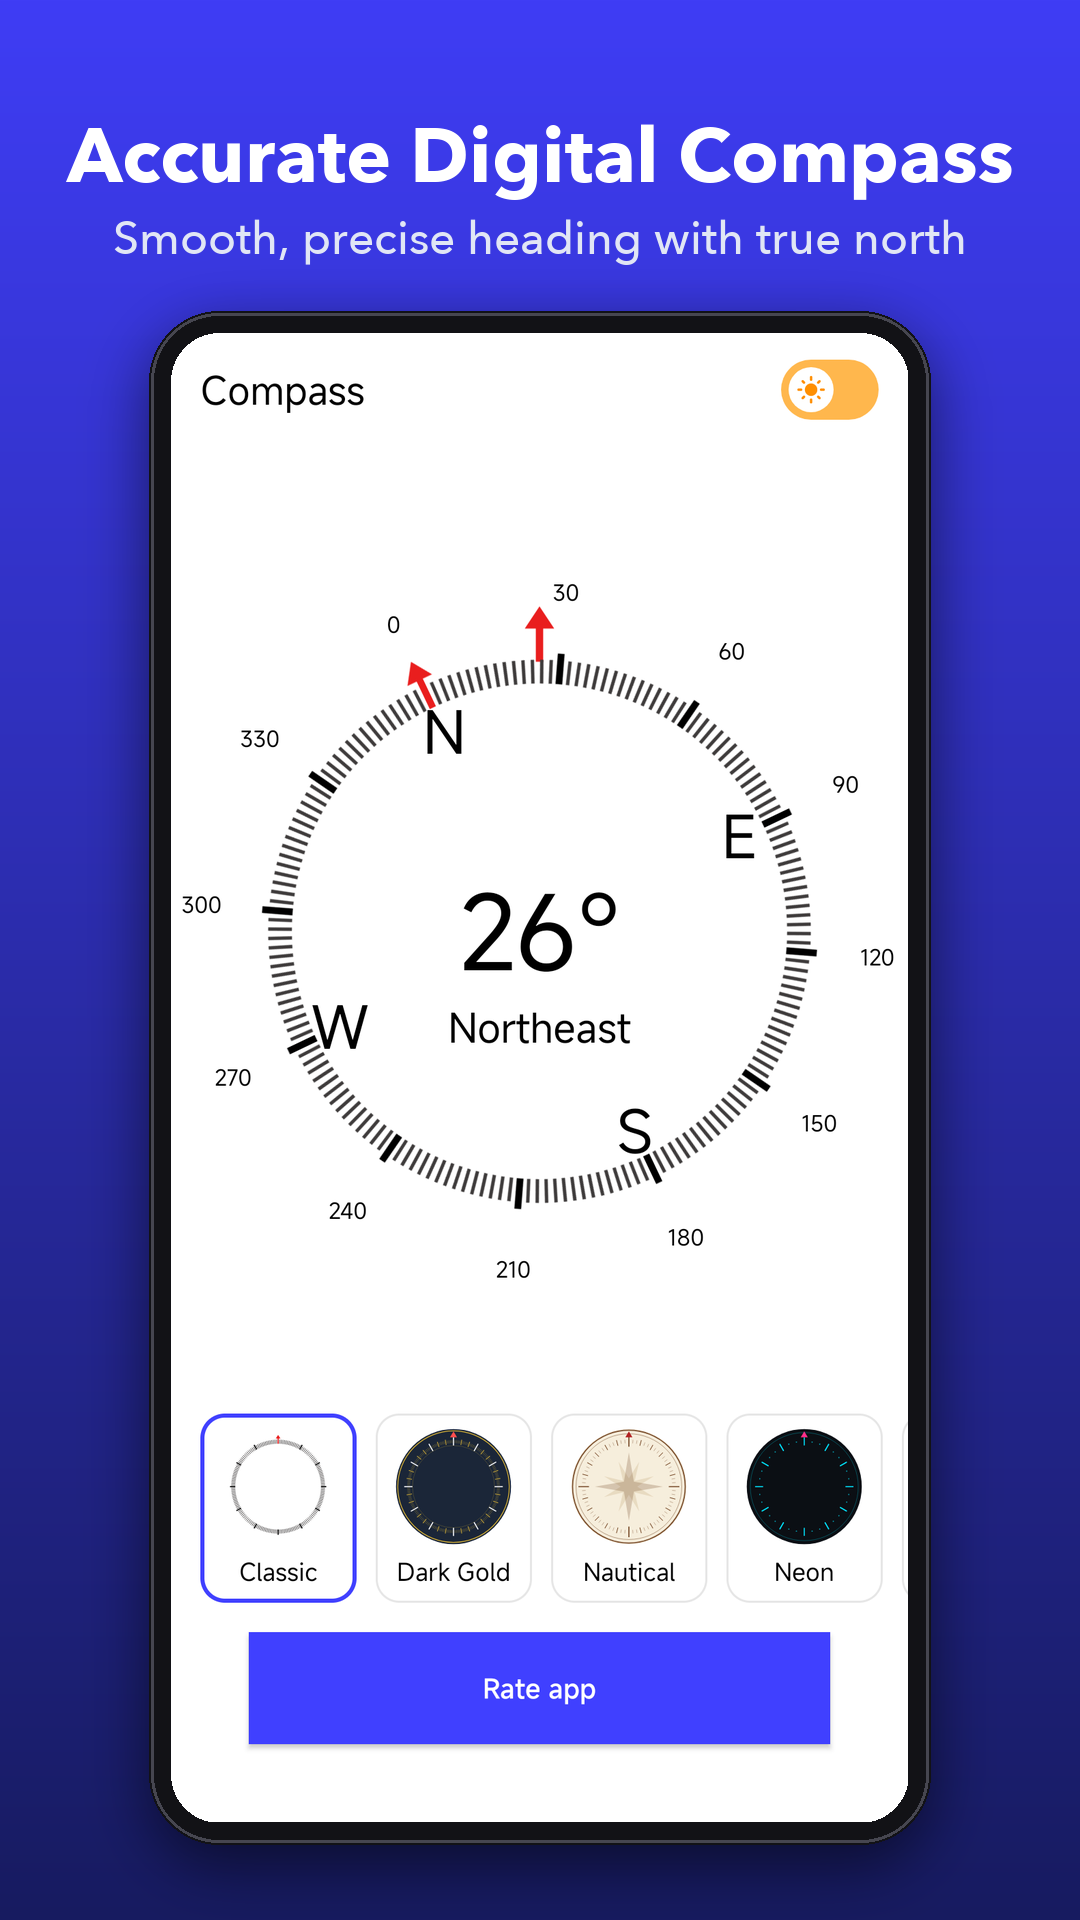 Accurate Digital Compass
Smooth, precise heading with true north
Compass
30
0
60
330
N
90
E
300
26°
120
W
Northeast
270
S
150
240
180
210
Classic
Dark Gold
Nautical
Neon
Rate app